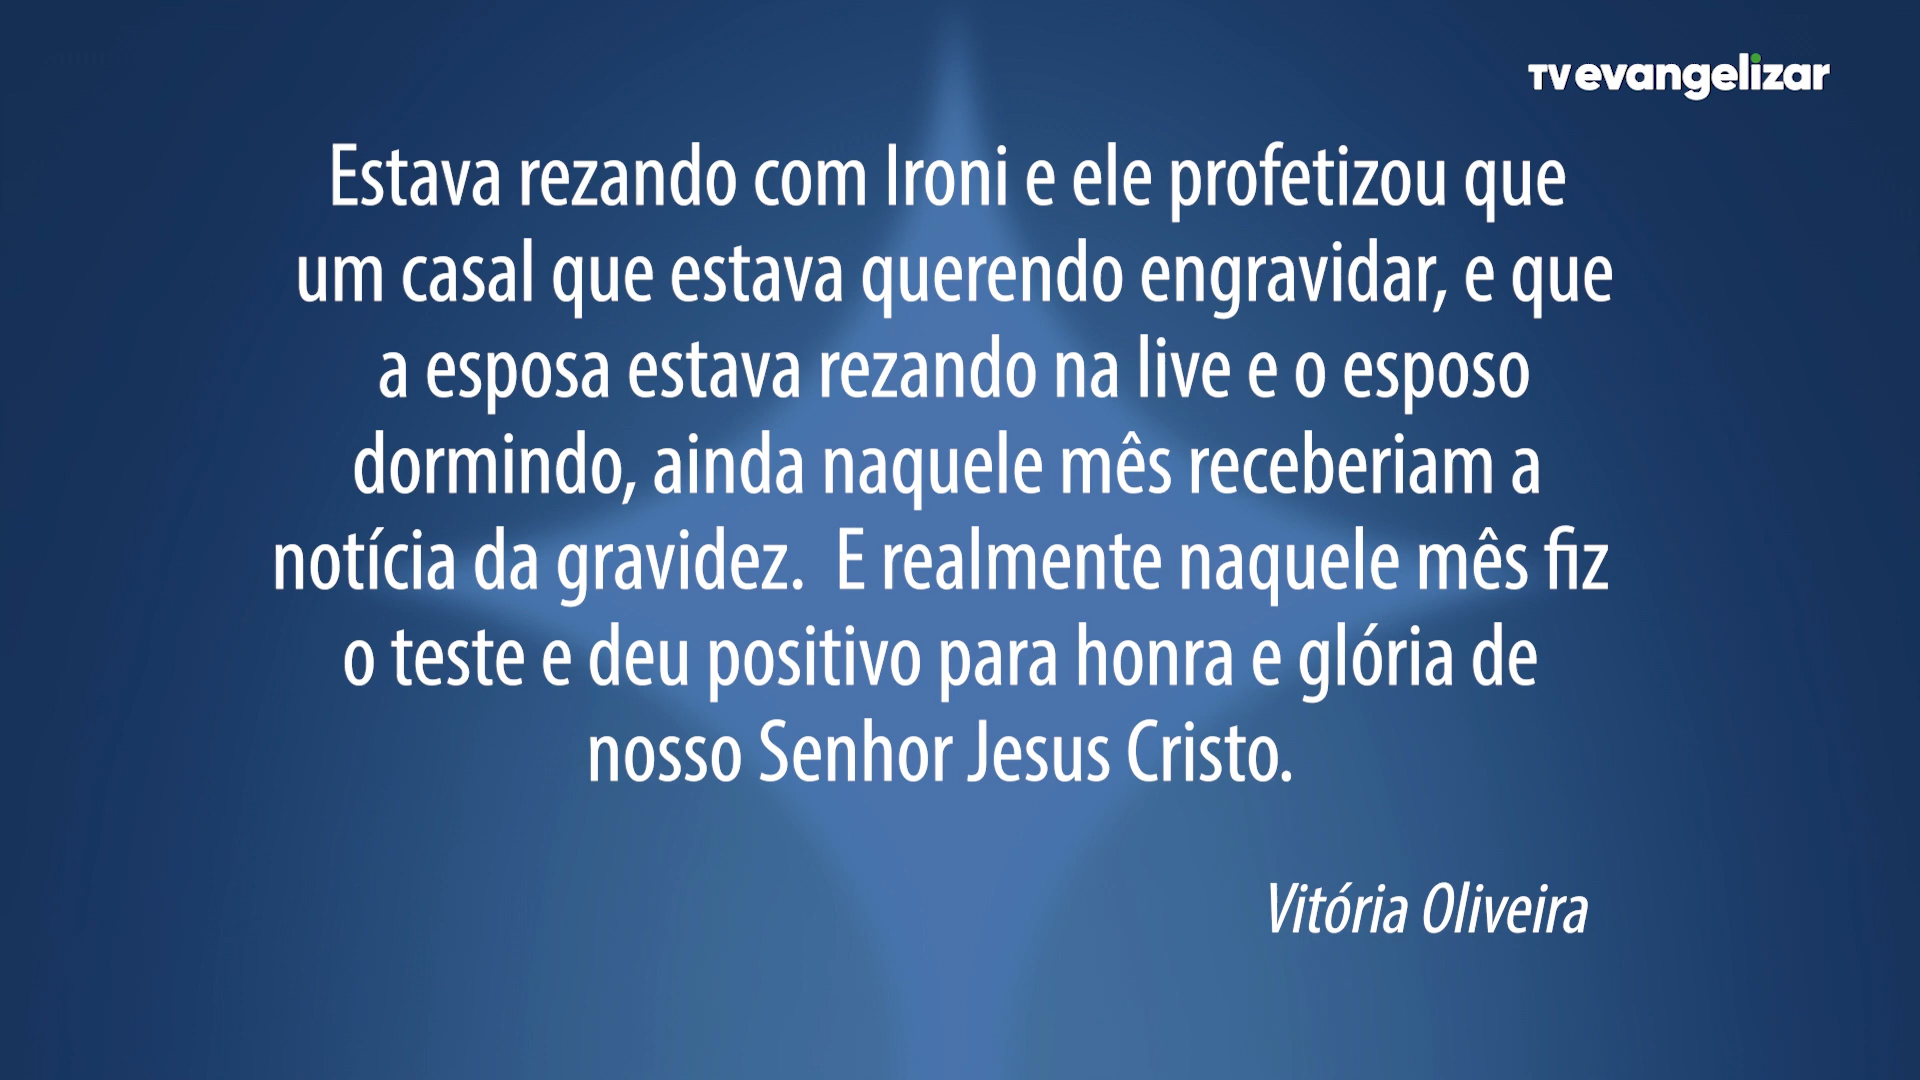 TV evangelizar
Estava rezando com Ironi e ele profetizou que
um casal que estava querendo engravidar, e que
a esposa estava rezando na live e o esposo
dormindo, ainda naquele mês receberiam a
notícia da gravidez.  E realmente naquele mês fiz
o teste e deu positivo para honra e glória de
nosso Senhor Jesus Cristo.
Vitória Oliveira